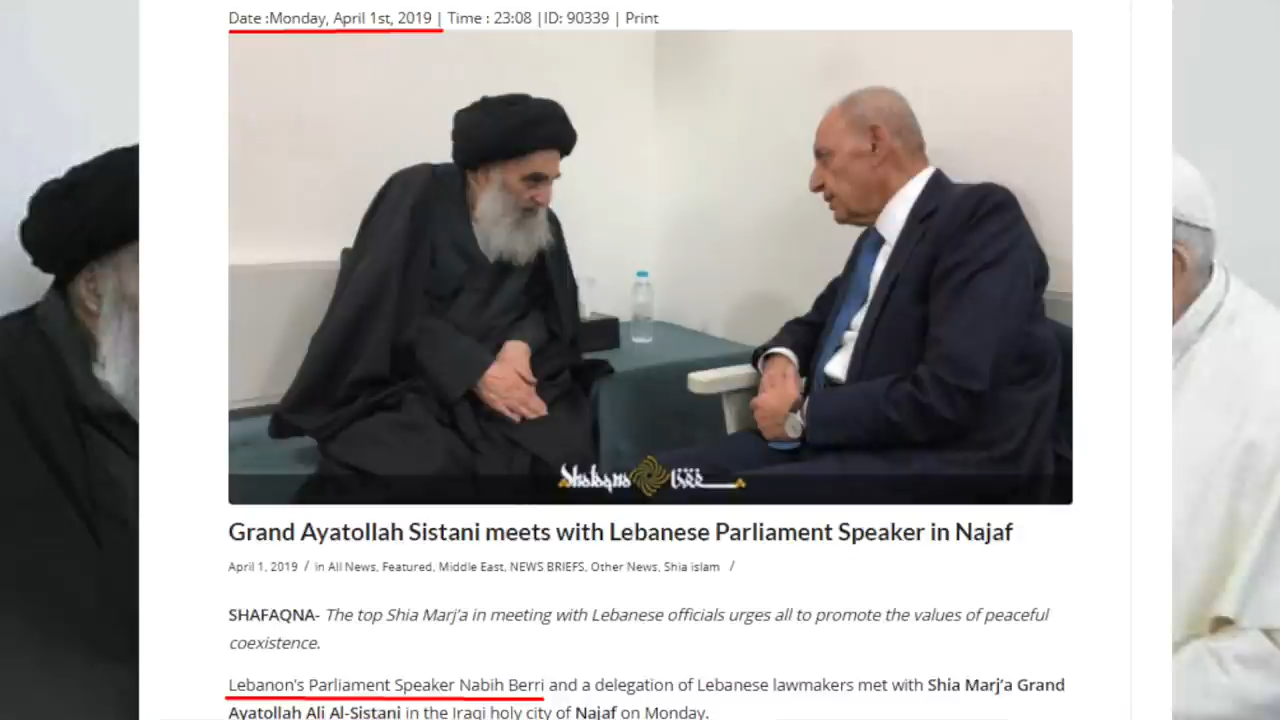 Date :Monday, April 1st, 2019 | Time : 23:08 |ID: 90339 | Print
Shafaqna شفقنا
Grand Ayatollah Sistani meets with Lebanese Parliament Speaker in Najaf
April 1, 2019 / in All News, Featured, Middle East, NEWS BRIEFS, Other News, Shia islam /
SHAFAQNA- The top Shia Marj’a in meeting with Lebanese officials urges all to promote the values of peaceful
coexistence.
Lebanon’s Parliament Speaker Nabih Berri and a delegation of Lebanese lawmakers met with Shia Marj’a Grand
Ayatollah Ali Al-Sistani in the Iraqi holy city of Najaf on Monday.